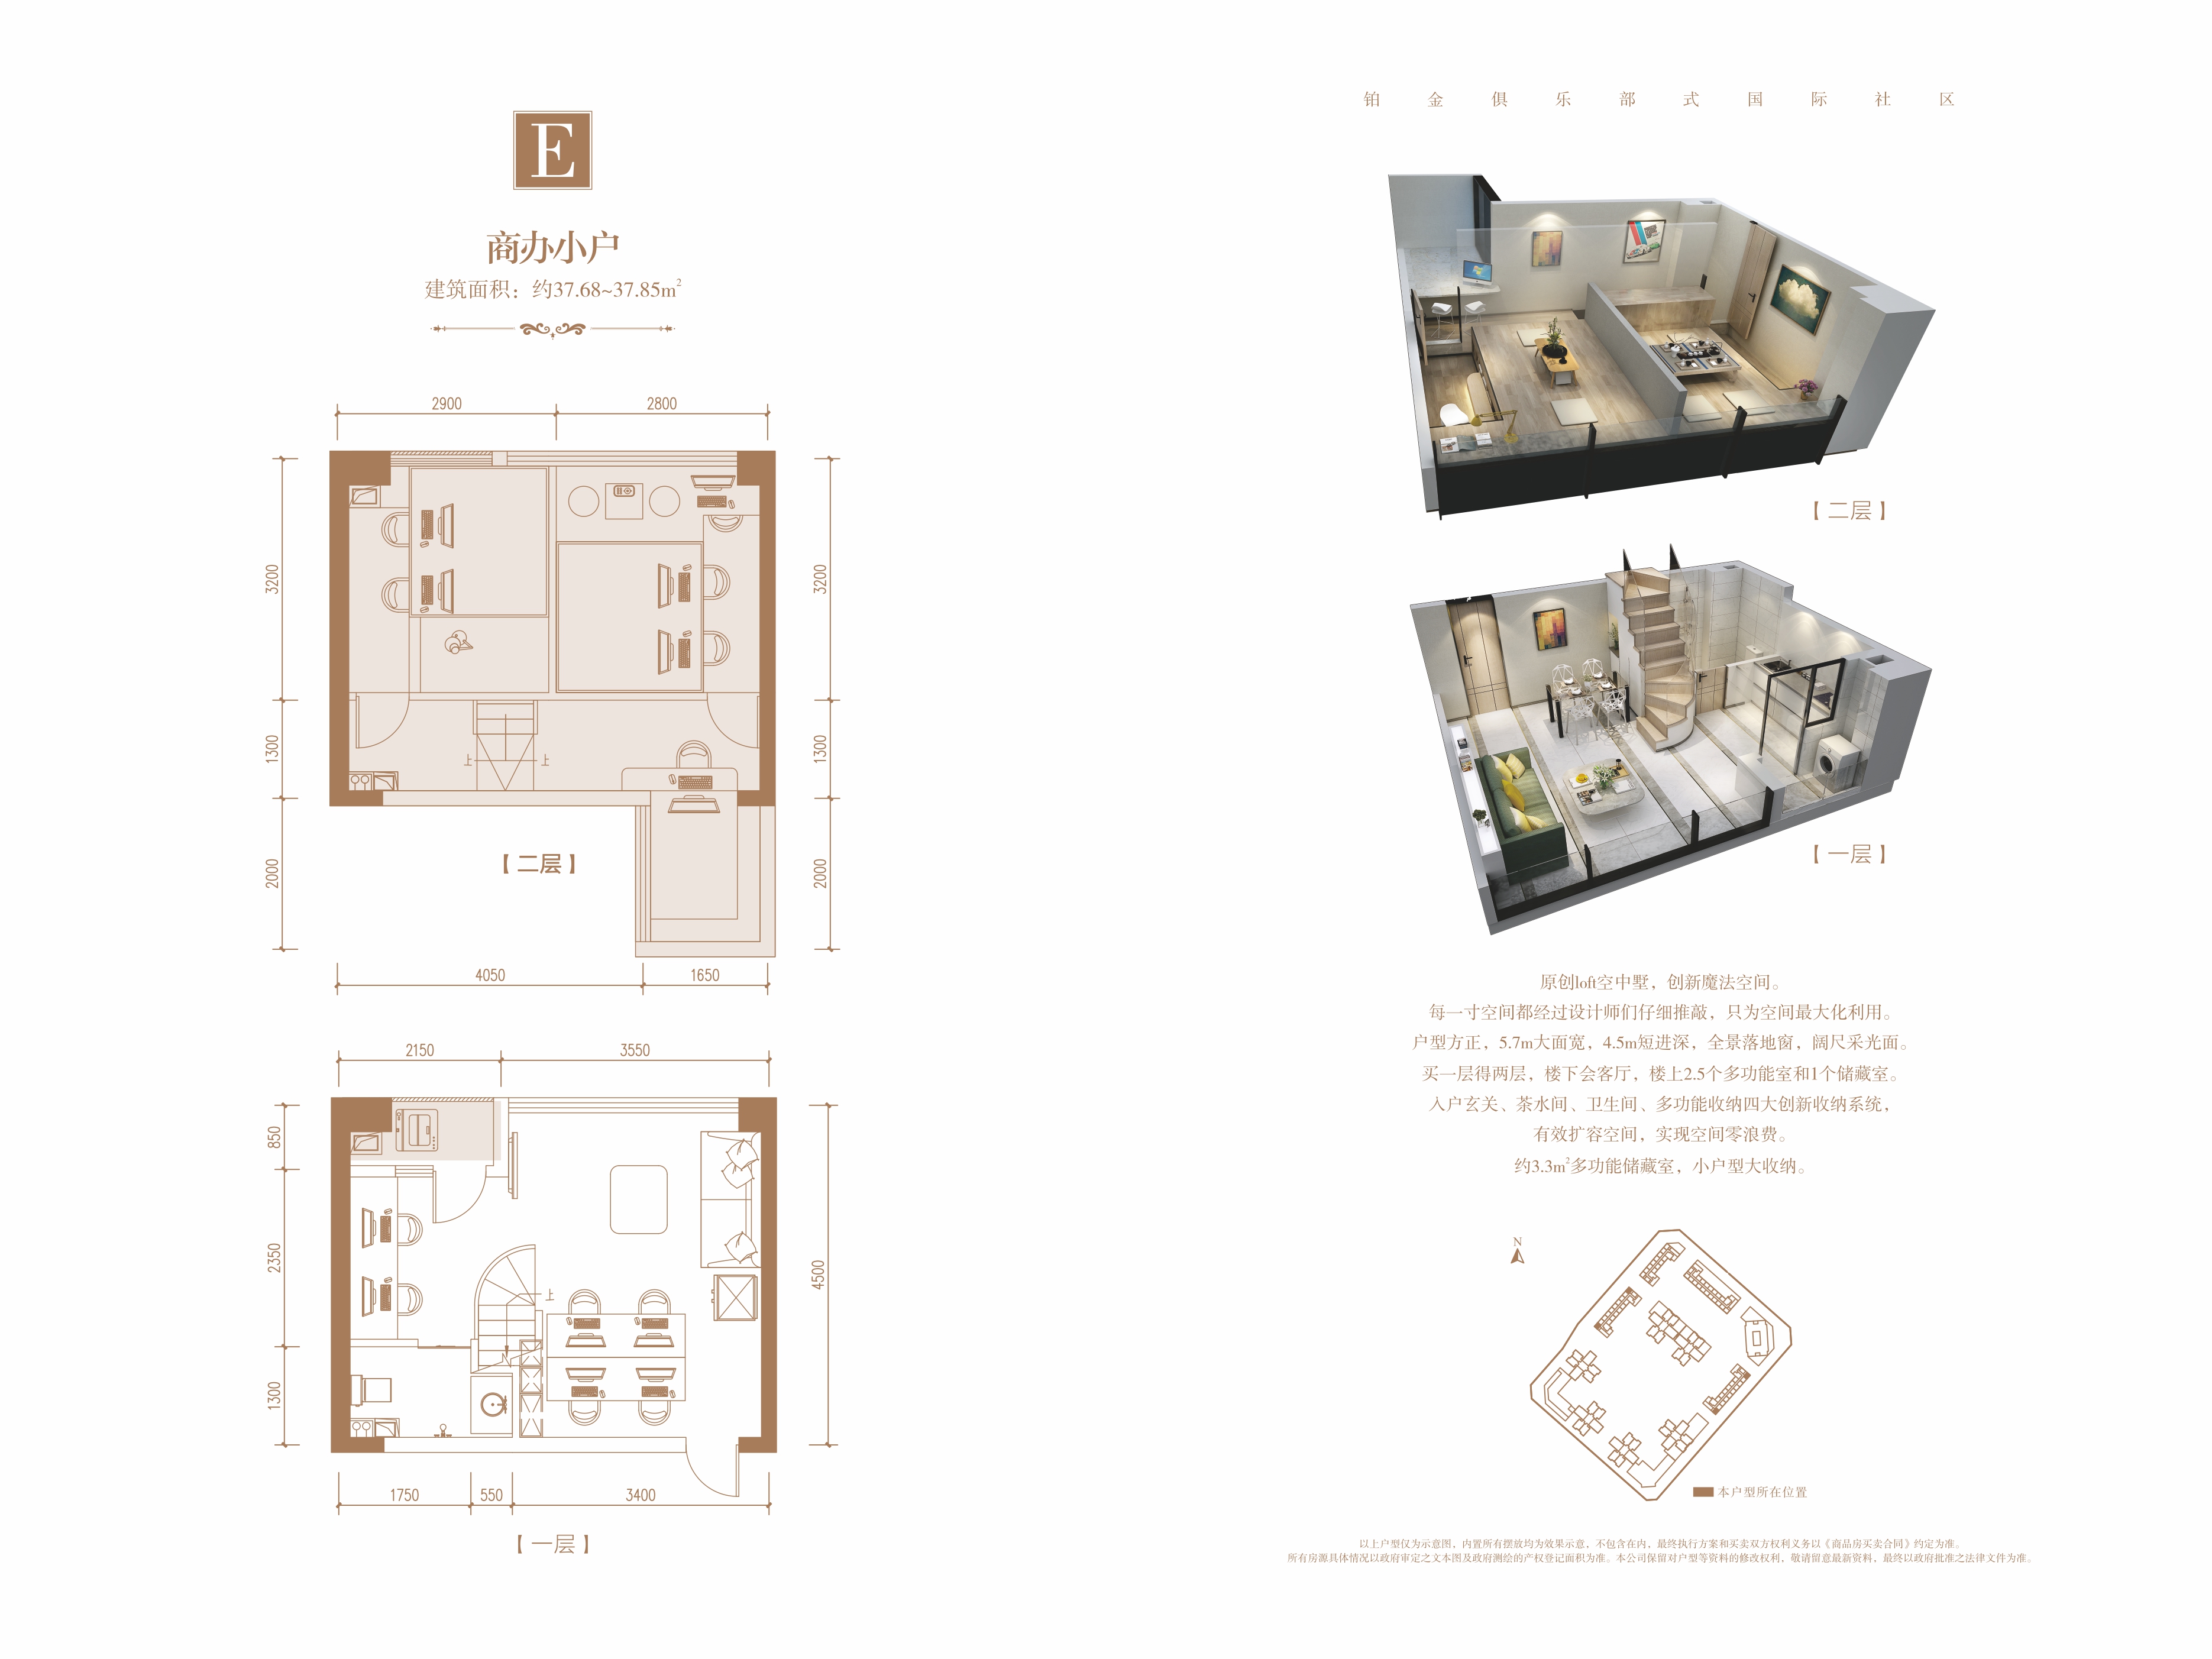 E
商办小户
建筑面积：约37.68~37.85m²
2900 2800
3200 3200
1300 1300
上 上
2000 2000
【二层】
4050 1650
2150 3550
850
2350
4500
上
1300
1750 550 3400
【一层】
铂金俱乐部式国际社区
【二层】
【一层】
原创loft空中墅，创新魔法空间。
每一寸空间都经过设计师们仔细推敲，只为空间最大化利用。
户型方正，5.7m大面宽，4.5m短进深，全景落地窗，阔尺采光面。
买一层得两层，楼下会客厅，楼上2.5个多功能室和1个储藏室。
入户玄关、茶水间、卫生间、多功能收纳四大创新收纳系统，
有效扩容空间，实现空间零浪费。
约3.3m²多功能储藏室，小户型大收纳。
N
本户型所在位置
以上户型仅为示意图，内置所有摆放均为效果示意，不包含在内，最终执行方案和买卖双方权利义务以《商品房买卖合同》约定为准。
所有房源具体情况以政府审定之文本图及政府测绘的产权登记面积为准。本公司保留对户型等资料的修改权利，敬请留意最新资料，最终以政府批准之法律文件为准。